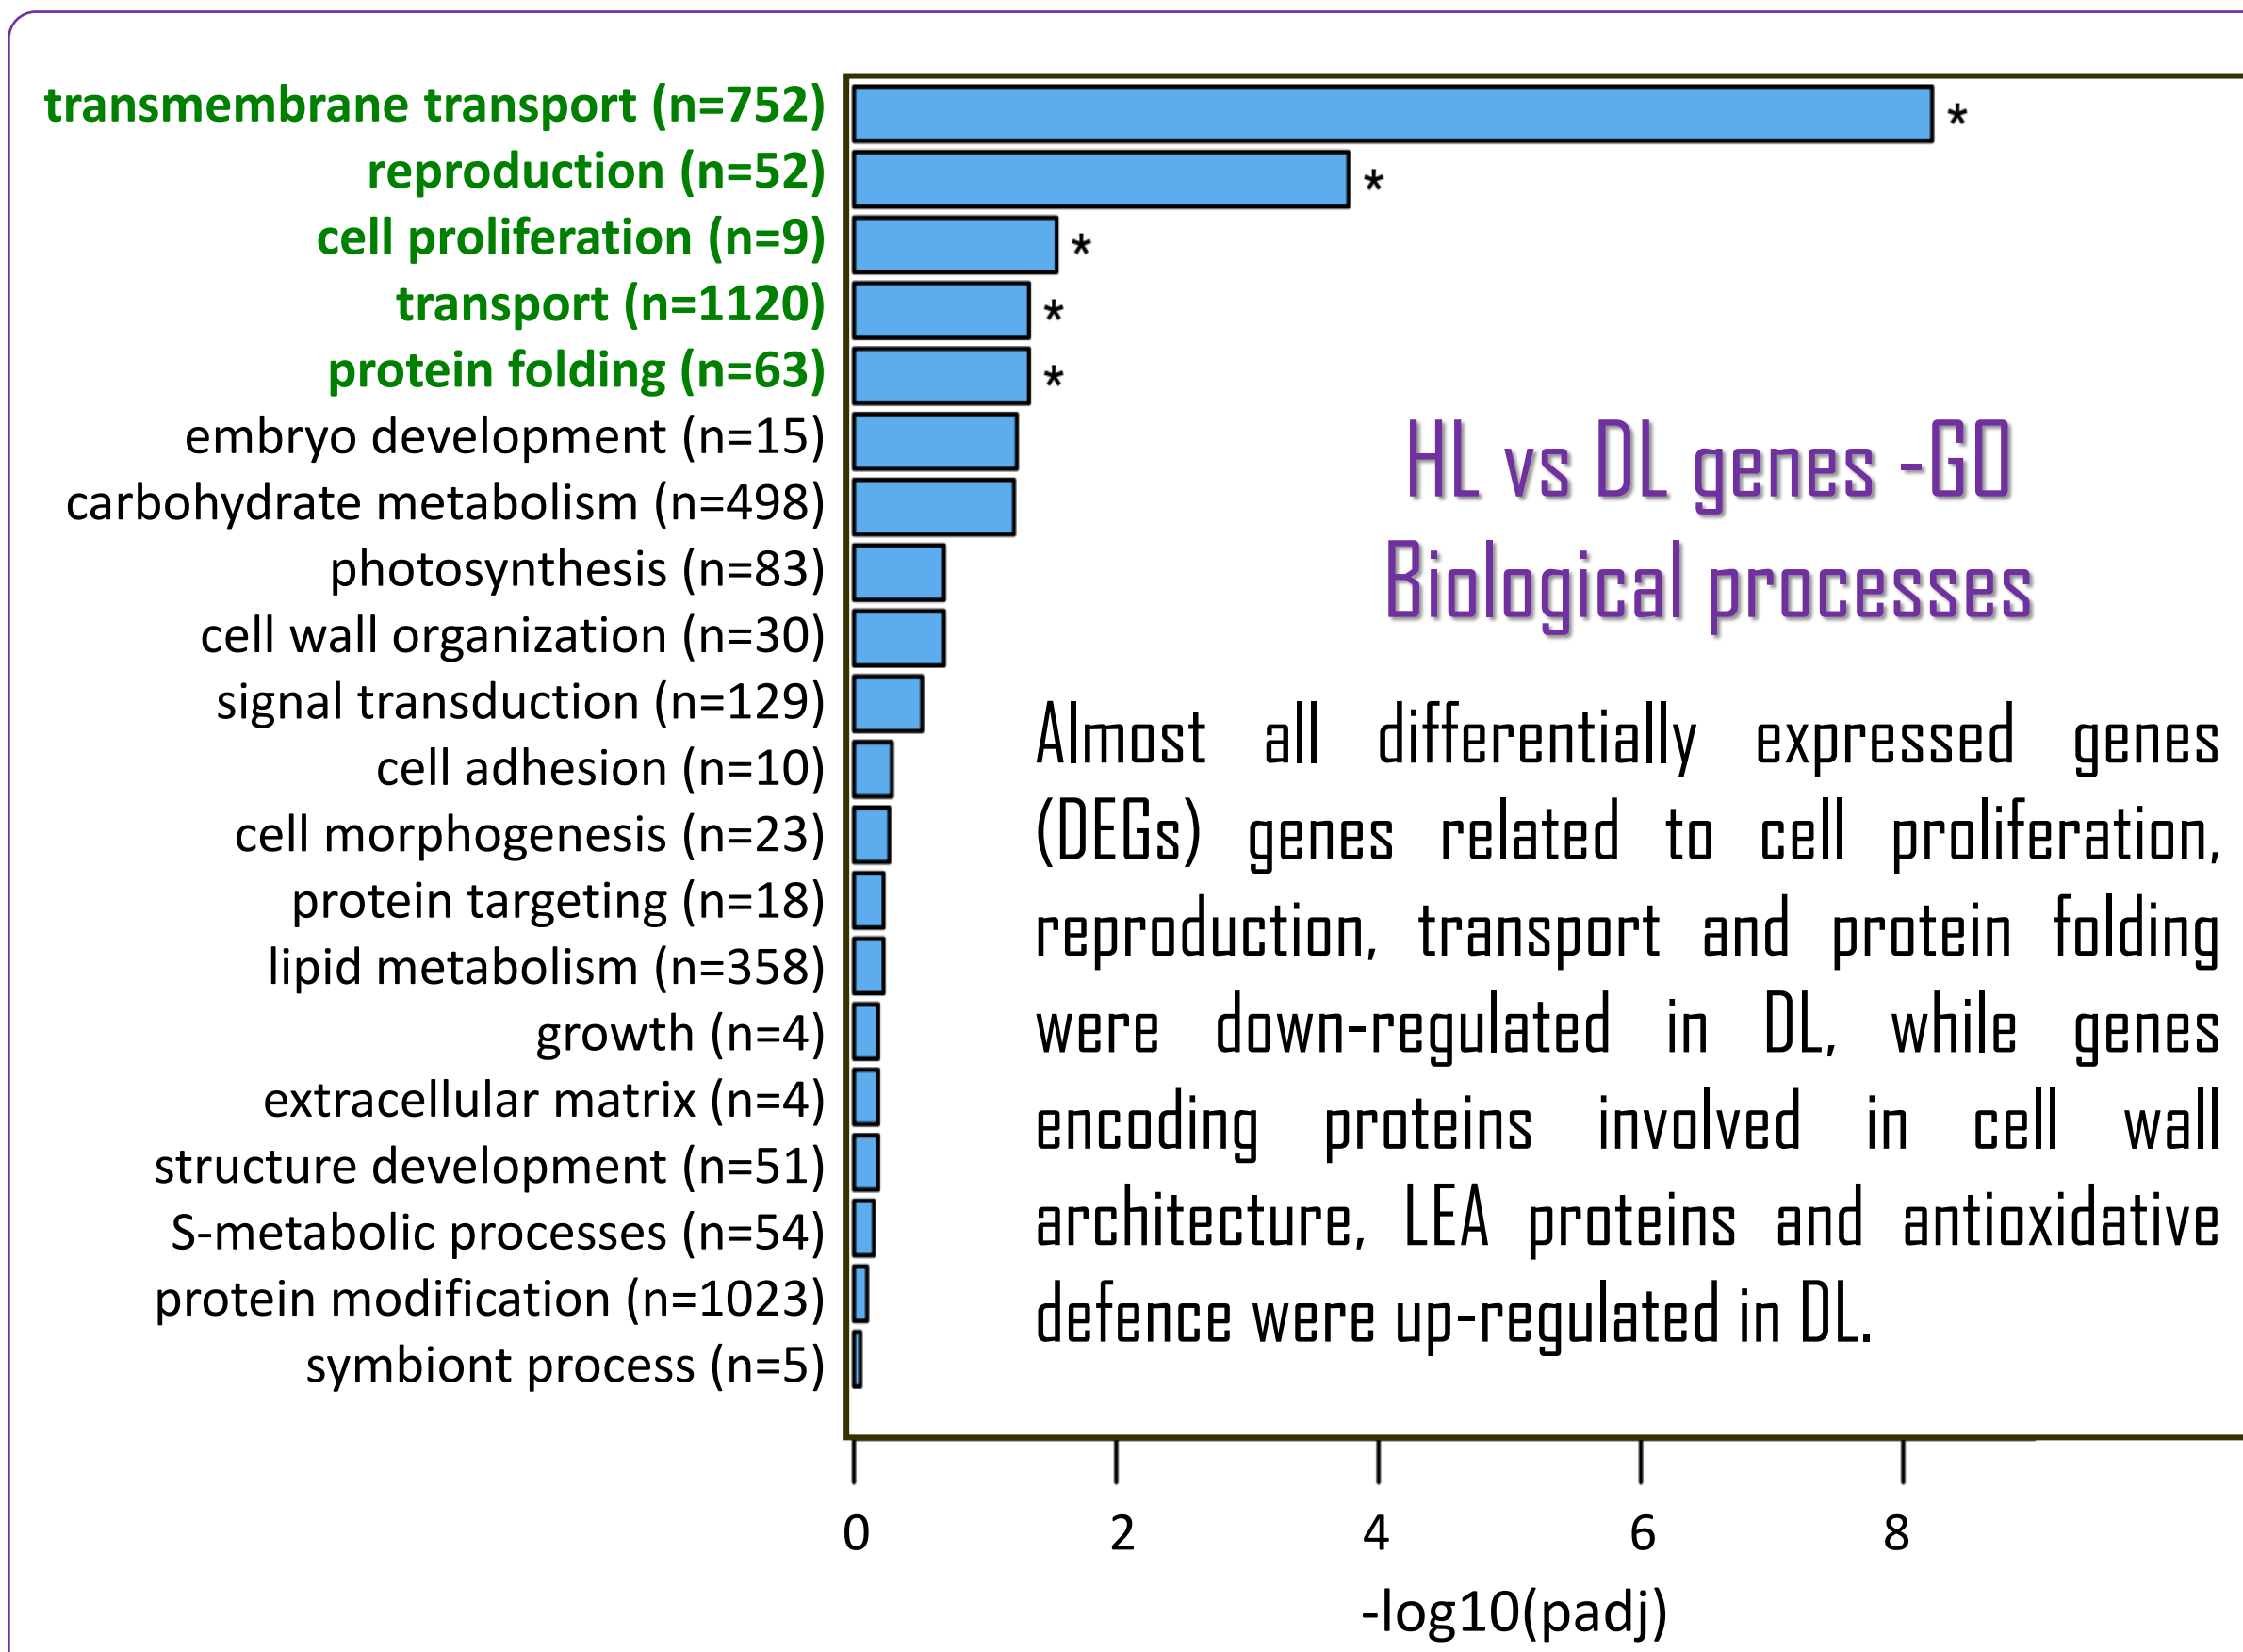 transmembrane transport (n=752)
*
reproduction (n=52)
*
cell proliferation (n=9)
*
transport (n=1120)
*
protein folding (n=63)
*
embryo development (n=15)
carbohydrate metabolism (n=498)
photosynthesis (n=83)
cell wall organization (n=30)
signal transduction (n=129)
cell adhesion (n=10)
cell morphogenesis (n=23)
protein targeting (n=18)
lipid metabolism (n=358)
growth (n=4)
extracellular matrix (n=4)
structure development (n=51)
S-metabolic processes (n=54)
protein modification (n=1023)
symbiont process (n=5)
HL vs DL genes -GO
Biological processes
Almost all differentially expressed genes
(DEGs) genes related to cell proliferation,
reproduction, transport and protein folding
were down-regulated in DL, while genes
encoding proteins involved in cell wall
architecture, LEA proteins and antioxidative
defence were up-regulated in DL.
0 2 4 6 8
-log10(padj)